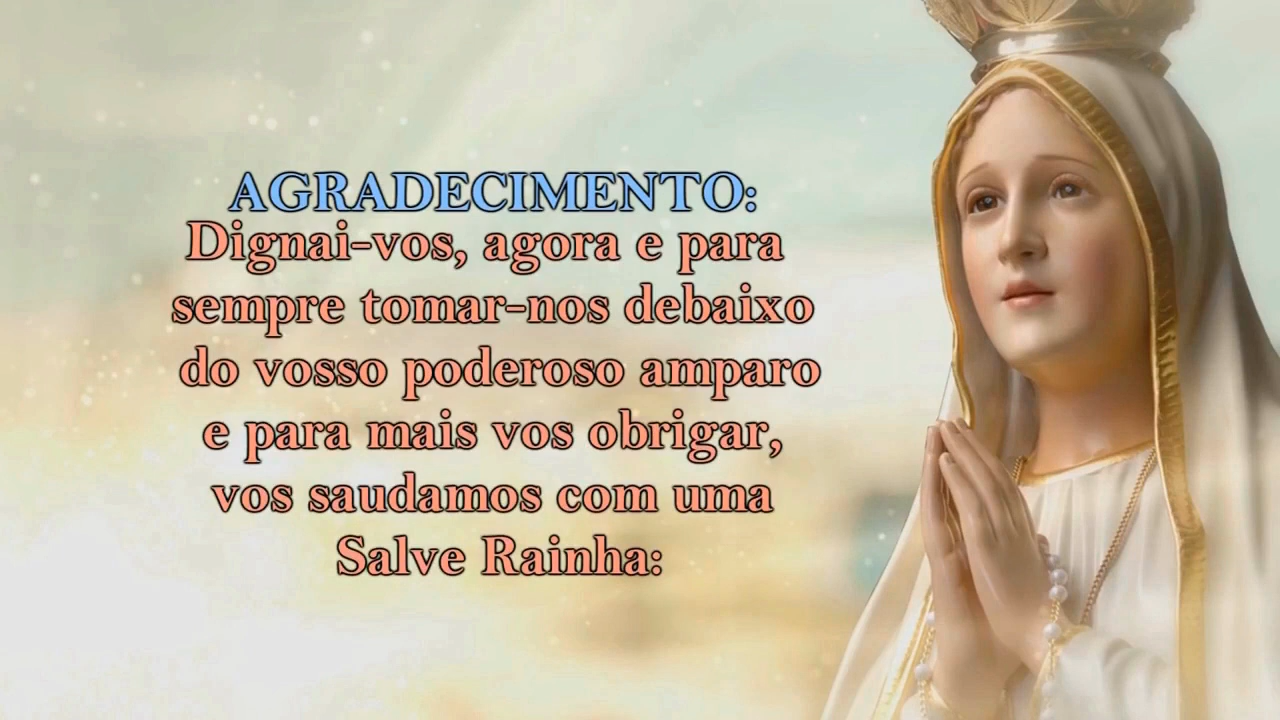 AGRADECIMENTO:
Dignai-vos, agora e para
sempre tomar-nos debaixo
do vosso poderoso amparo
e para mais vos obrigar,
vos saudamos com uma
Salve Rainha: